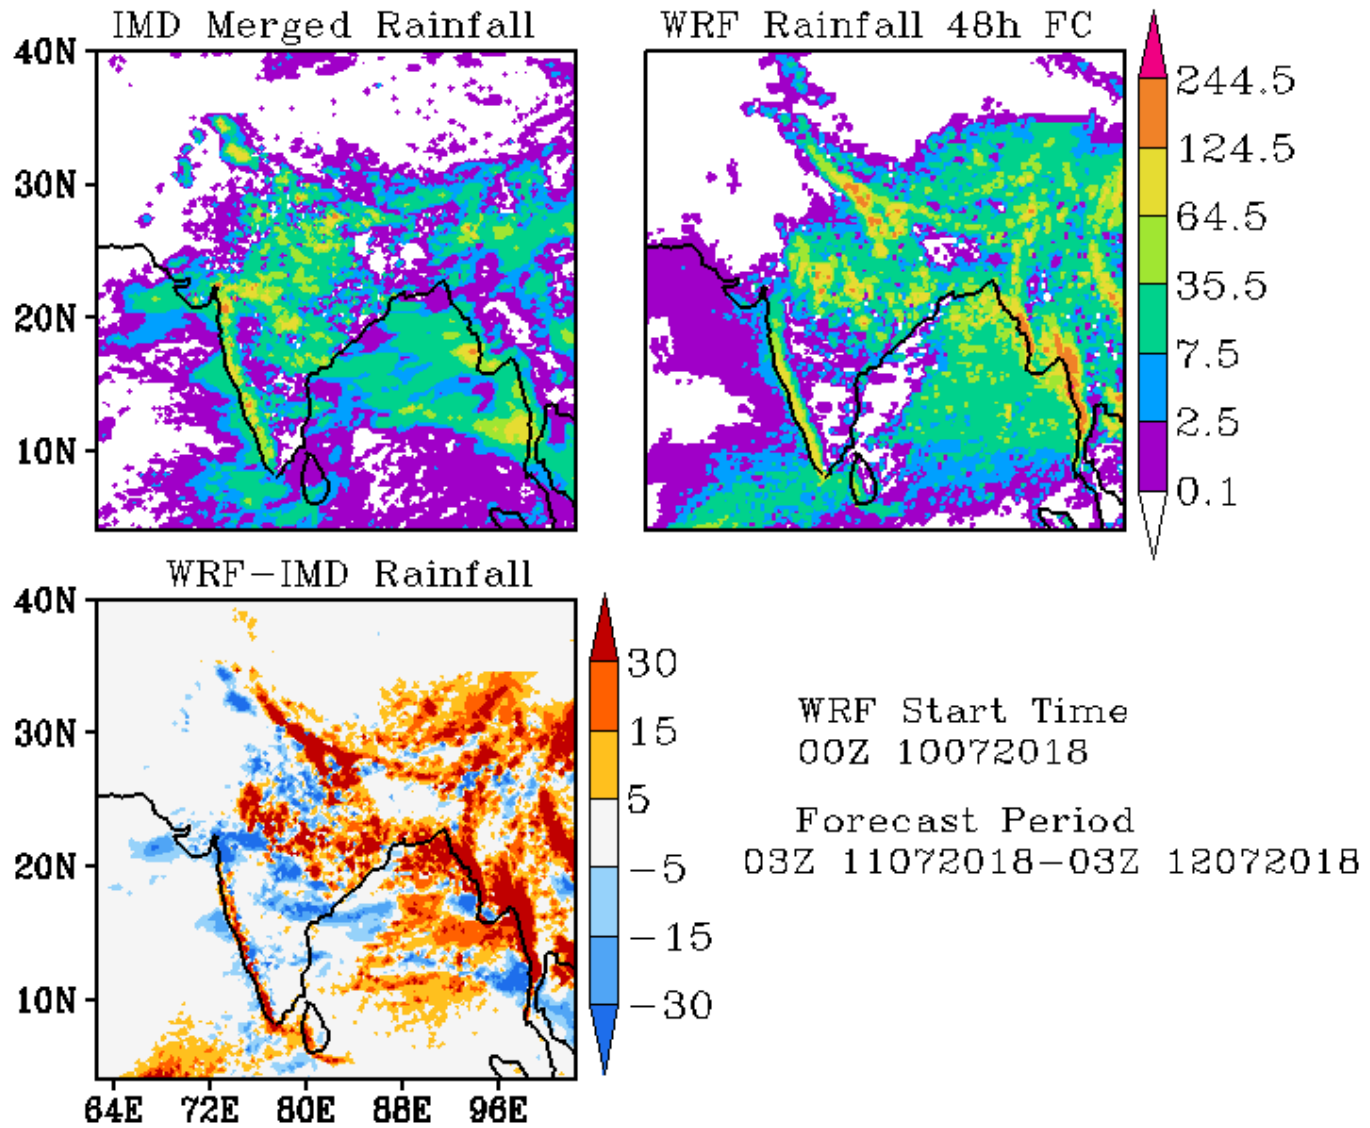 IMD Merged Rainfall
WRF Rainfall 48h FC
40N
30N
20N
10N
244.5
124.5
64.5
35.5
7.5
2.5
0.1
WRF-IMD Rainfall
40N
30N
20N
10N
64E 72E 80E 88E 96E
30
15
5
-5
-15
-30
WRF Start Time
00Z 10072018
Forecast Period
03Z 11072018-03Z 12072018